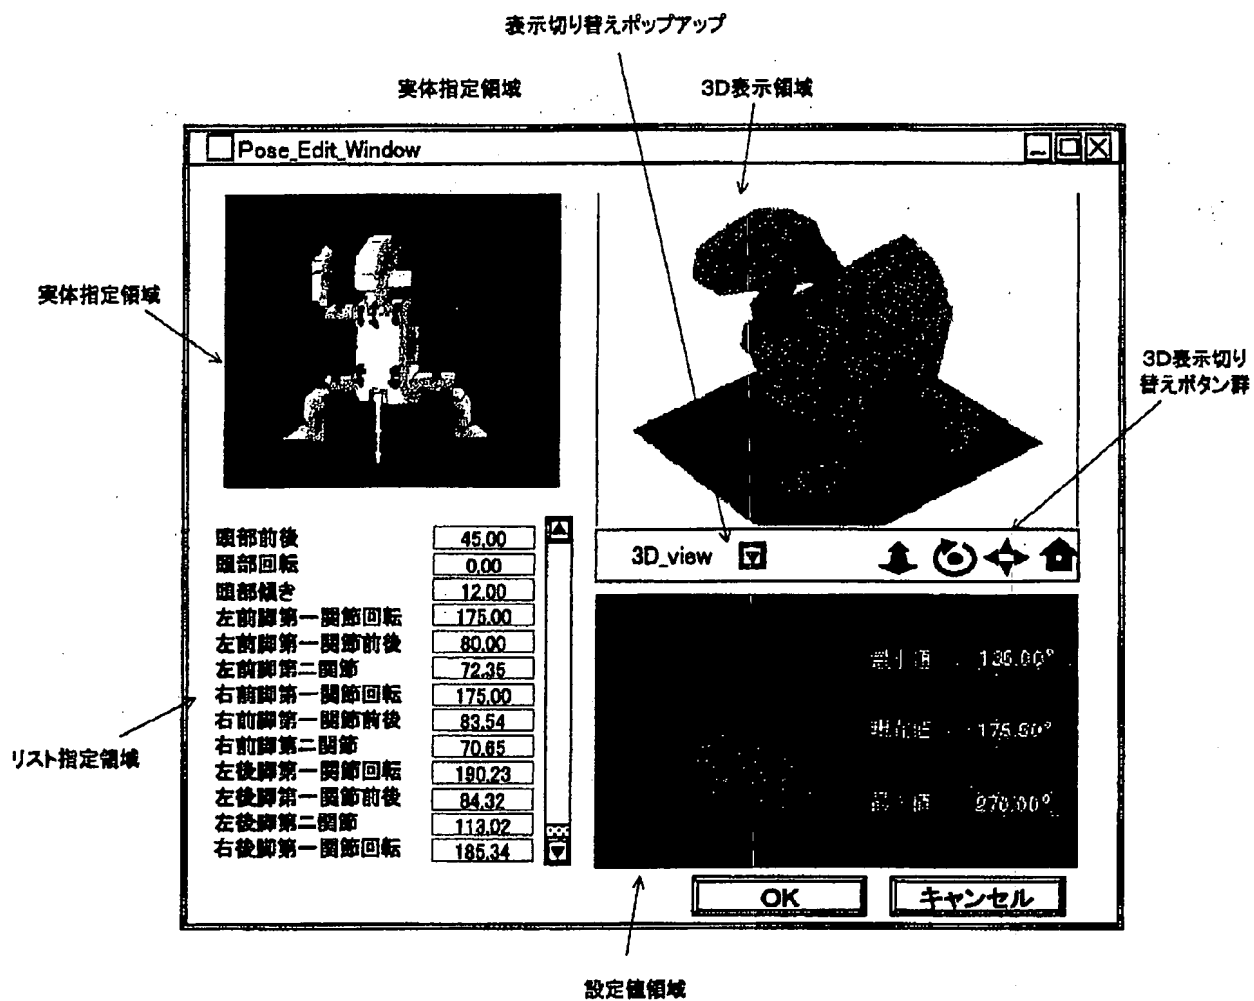 表示切り替えポップアップ
実体指定領域
3D表示領域
Pose_Edit_Window
実体指定領域
3D表示切り
替えボタン群
3D_view
頭部前後 45.00
頭部回転 0.00
頭部傾き 12.00
左前脚第一関節回転 175.00
左前脚第一関節前後 80.00
左前脚第二関節 72.35
右前脚第一関節回転 175.00
右前脚第一関節前後 83.54
右前脚第二関節 70.65
左後脚第一関節回転 190.23
左後脚第一関節前後 84.32
左後脚第二関節 113.02
右後脚第一関節回転 185.34
リスト指定領域
175.50°
270.00°
OK
キャンセル
設定値領域